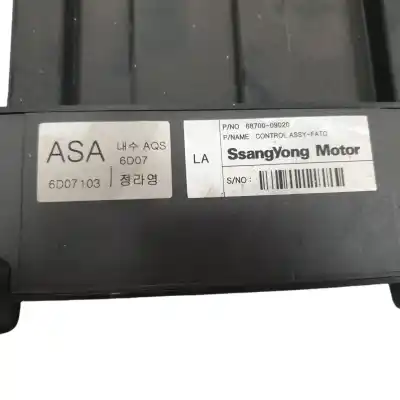 ASA
내수 AQS
6D07
6D07103
정라영
LA
P/NO 68700-08020
P/NAME CONTROL ASSY-FATC
SsangYong Motor
S/NO :